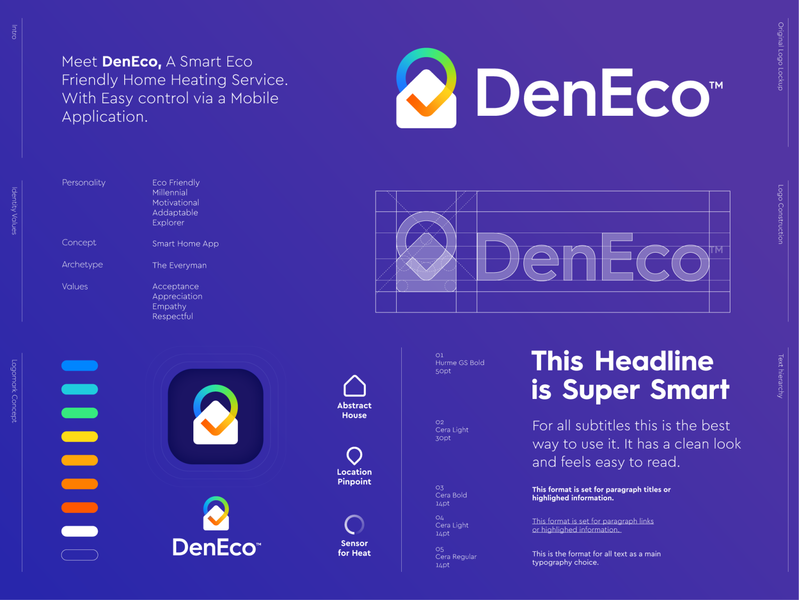 Intro
Meet DenEco, A Smart Eco
Friendly Home Heating Service.
With Easy control via a Mobile
Application.
DenEco™
Original Logo Lockup
Identity Values
Personality
Eco Friendly
Millennial
Motivational
Addaptable
Explorer
Concept
Smart Home App
Archetype
The Everyman
Values
Acceptance
Appreciation
Empathy
Respectful
DenEco™
Logo Construction
Logomark Concept
DenEco™
Abstract
House
Location
Pinpoint
Sensor
for Heat
01
Hurme GS Bold
50pt
This Headline
is Super Smart
02
Cera Light
30pt
For all subtitles this is the best
way to use it. It has a clean look
and feels easy to read.
03
Cera Bold
14pt
This format is set for paragraph titles or
highlighed information.
04
Cera Light
14pt
This format is set for paragraph links
or highlighed information.
05
Cera Regular
14pt
This is the format for all text as a main
typography choice.
Text hierarchy